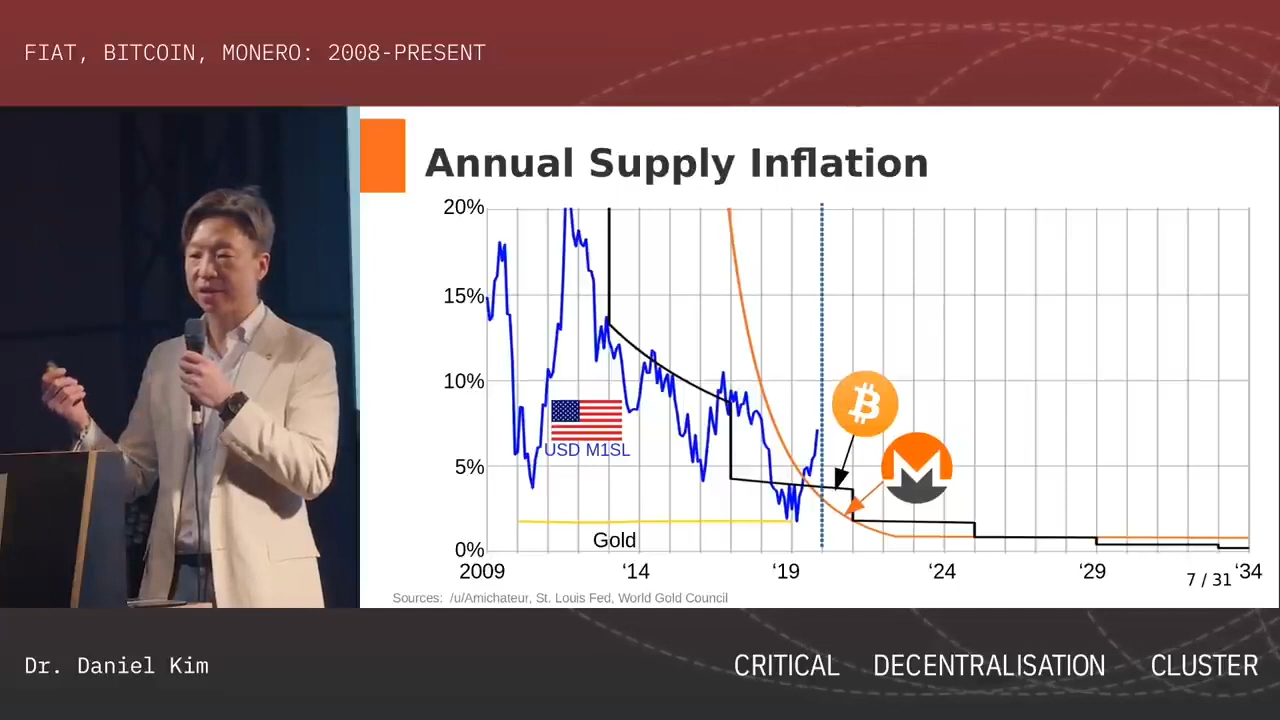 FIAT, BITCOIN, MONERO: 2008-PRESENT
Annual Supply Inflation
20%
15%
10%
5%
0%
USD M1SL
Gold
2009
‘14
‘19
‘24
‘29
‘34
7 / 31
Sources: /u/Amichateur, St. Louis Fed, World Gold Council
Dr. Daniel Kim
CRITICAL DECENTRALISATION CLUSTER